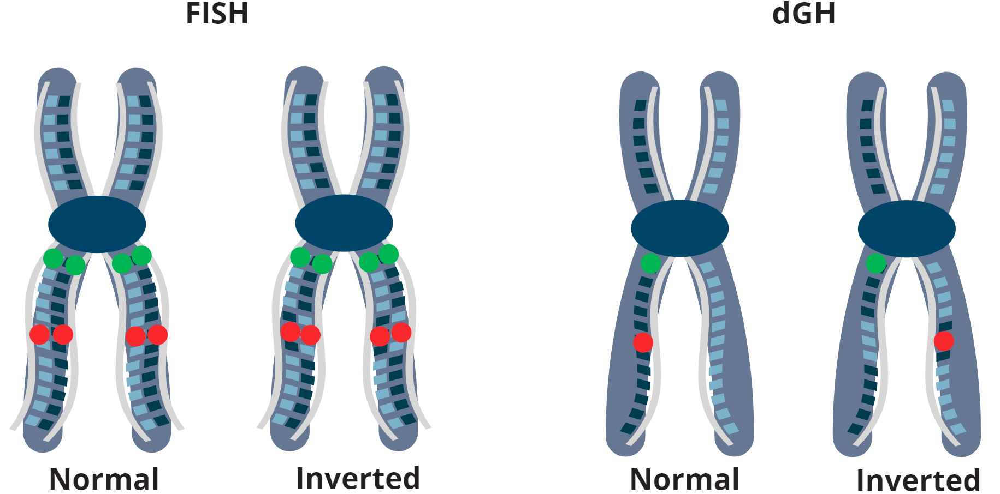 FISH
dGH
Normal
Inverted
Normal
Inverted